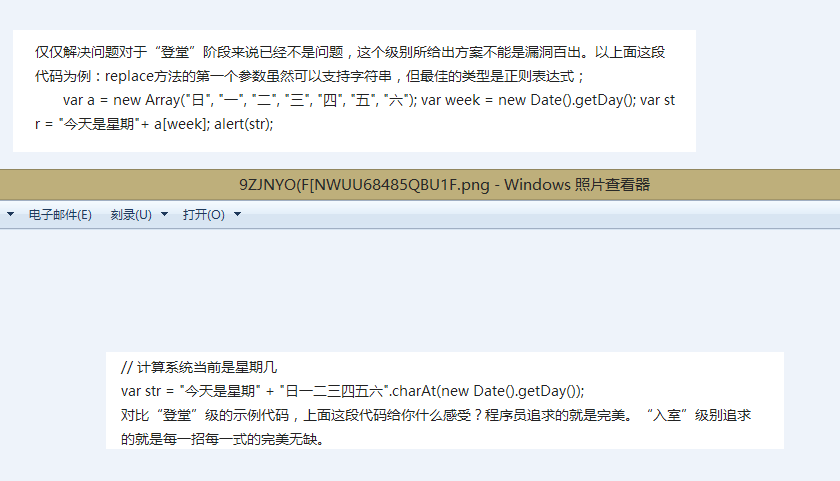 仅仅解决问题对于“登堂”阶段来说已经不是问题，这个级别所给出方案不能是漏洞百出。以上面这段
代码为例：replace方法的第一个参数虽然可以支持字符串，但最佳的类型是正则表达式；
var a = new Array("日", "一", "二", "三", "四", "五", "六"); var week = new Date().getDay(); var st
r = "今天是星期"+ a[week]; alert(str);
9ZJNYO(F[NWUU68485QBU1F.png - Windows 照片查看器
电子邮件(E) 刻录(U) 打开(O)
// 计算系统当前是星期几
var str = "今天是星期" + "日一二三四五六".charAt(new Date().getDay());
对比“登堂”级的示例代码，上面这段代码给你什么感受？程序员追求的就是完美。“入室”级别追求
的就是每一招每一式的完美无缺。